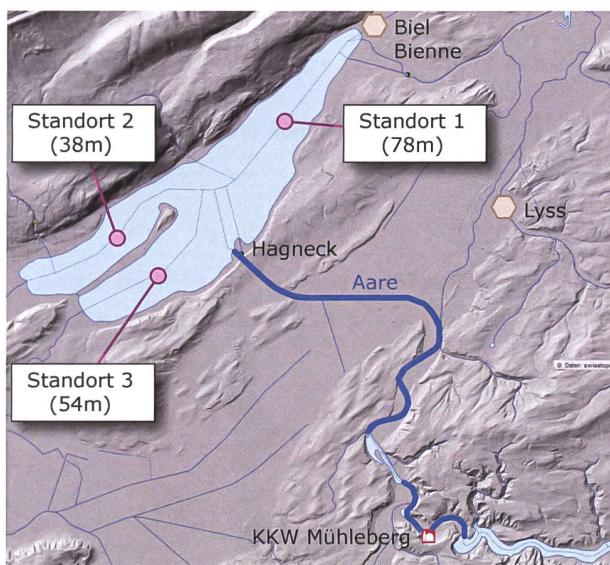 Biel
Bienne
Standort 2
(38m)
Standort 1
(78m)
Lyss
Hagneck
Aare
© Daten: swisstopo
Standort 3
(54m)
KKW Mühleberg